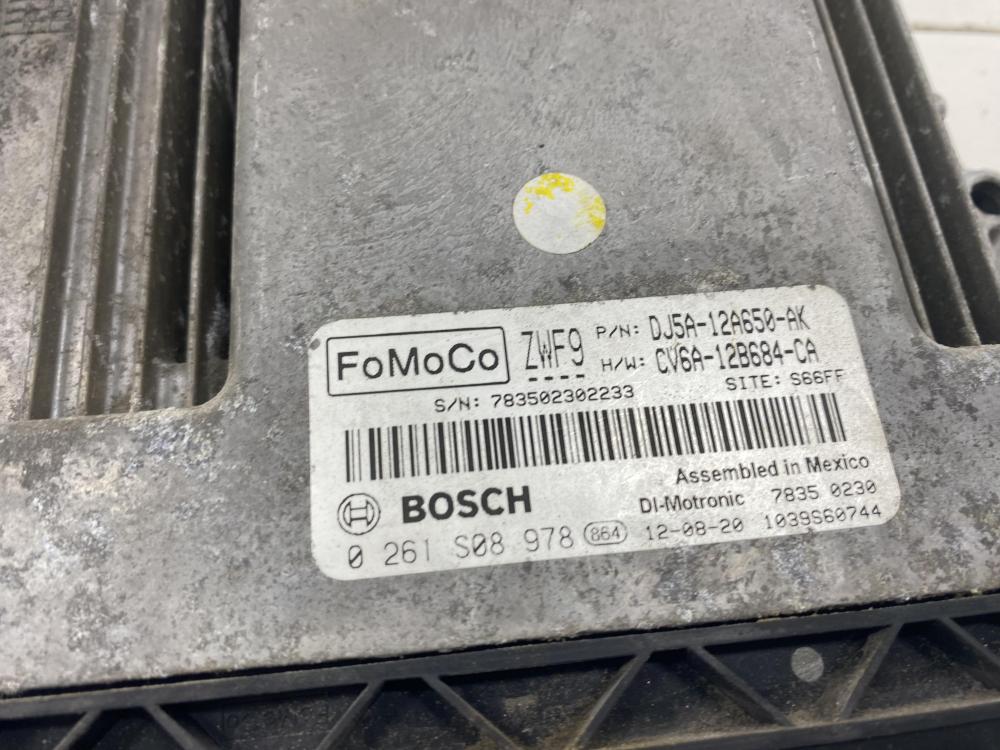 FoMoCo ZWF9 P/N: DJ5A-12A650-AK
H/W: CV6A-12B684-CA
S/N: 783502302233 SITE: S66FF
Assembled in Mexico
BOSCH DI-Motronic 7835 0230
0 261 S08 978 864 12-08-20 1039S60744